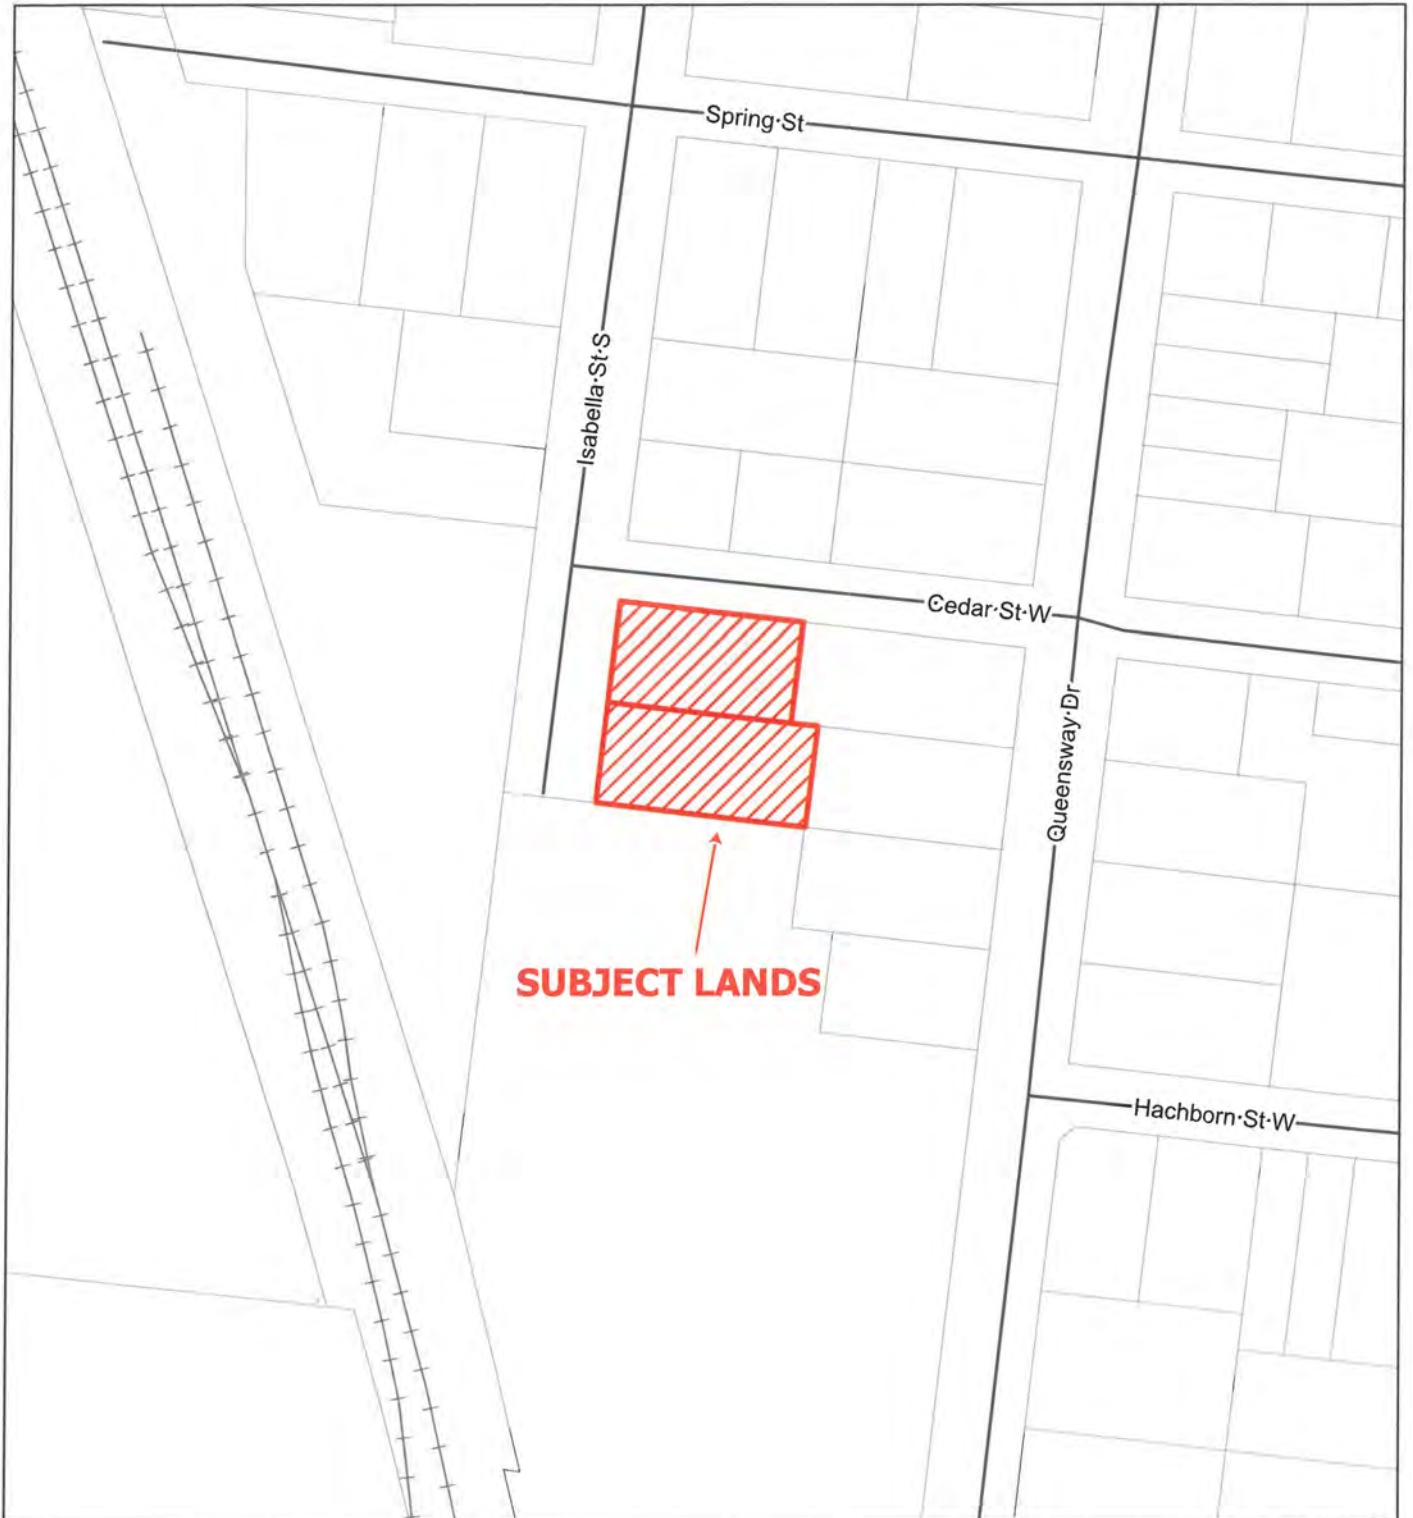 Spring St
Isabella St S
Cedar St W
Queensway Dr
SUBJECT LANDS
Hachborn St W